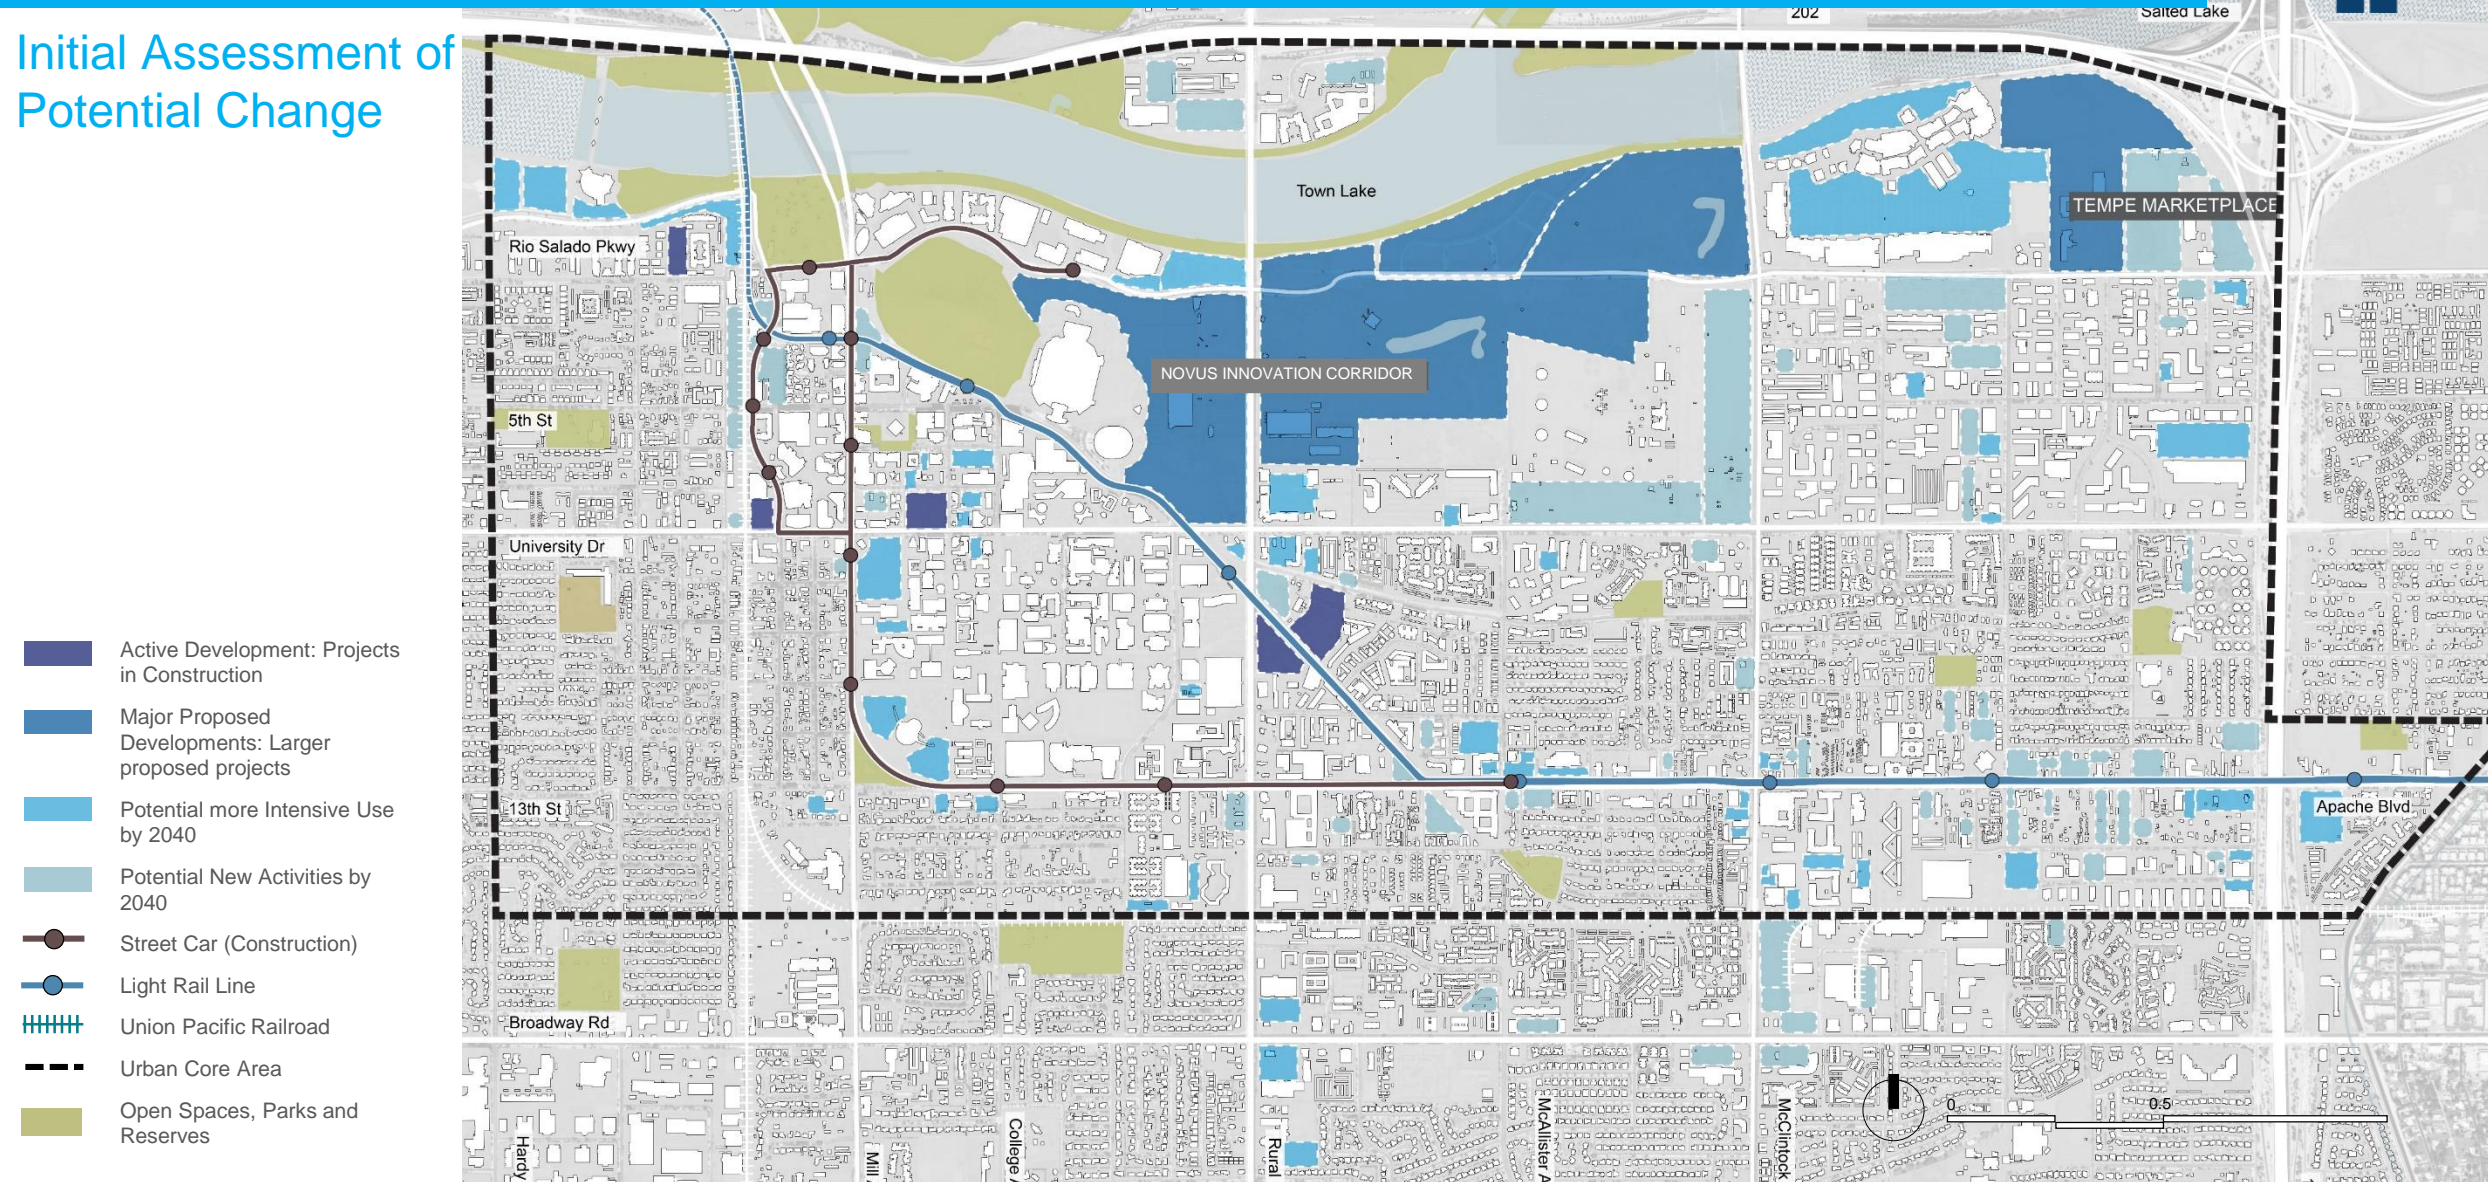 Initial Assessment of
Potential Change
202
Salted Lake
Town Lake
TEMPE MARKETPLACE
Rio Salado Pkwy
NOVUS INNOVATION CORRIDOR
5th St
University Dr
13th St
Apache Blvd
Broadway Rd
Active Development: Projects
in Construction
Major Proposed
Developments: Larger
proposed projects
Potential more Intensive Use
by 2040
Potential New Activities by
2040
Street Car (Construction)
Light Rail Line
Union Pacific Railroad
Urban Core Area
Open Spaces, Parks and
Reserves
Hardy
Mill
College A
Rural
McAllister A
McClintock
0
0.5